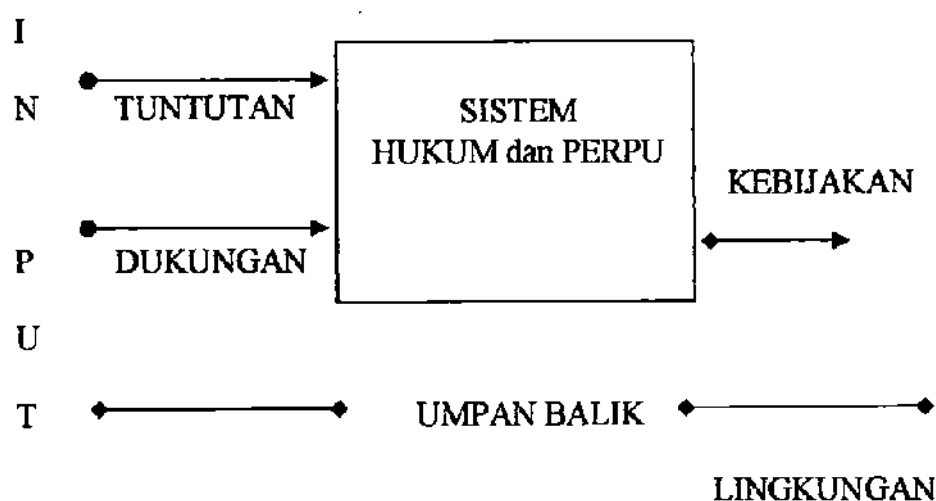 I
N
P
U
T
TUNTUTAN
DUKUNGAN
SISTEM
HUKUM dan PERPU
KEBIJAKAN
UMPAN BALIK
LINGKUNGAN